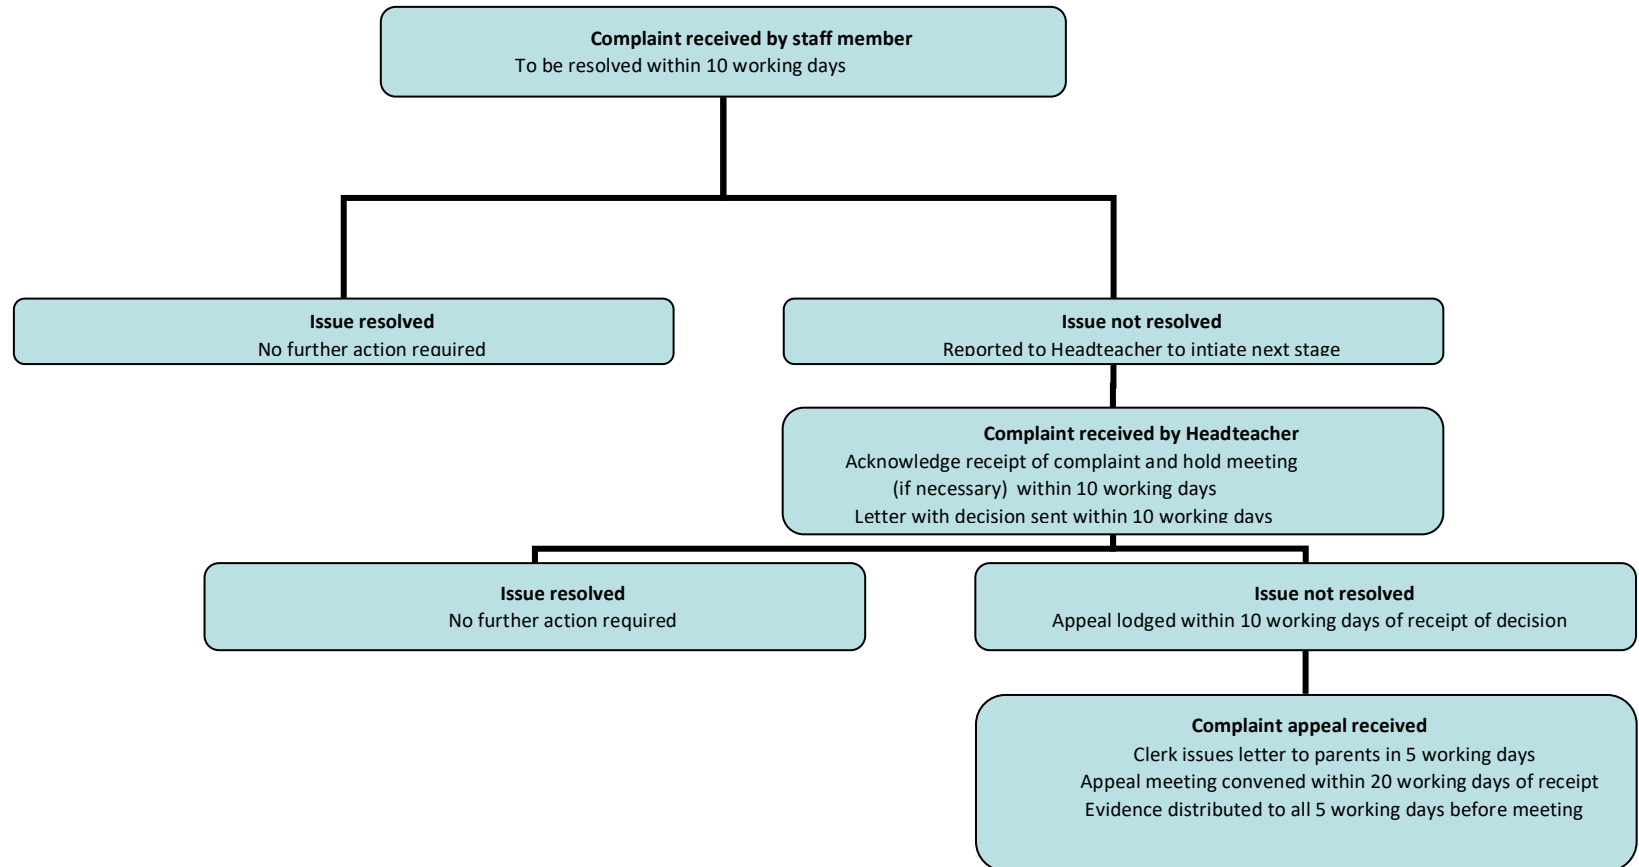 Complaint received by staff member
To be resolved within 10 working days
Issue resolved
No further action required
Issue not resolved
Reported to Headteacher to intiate next stage
Complaint received by Headteacher
Acknowledge receipt of complaint and hold meeting
(if necessary) within 10 working days
Letter with decision sent within 10 working days
Issue resolved
No further action required
Issue not resolved
Appeal lodged within 10 working days of receipt of decision
Complaint appeal received
Clerk issues letter to parents in 5 working days
Appeal meeting convened within 20 working days of receipt
Evidence distributed to all 5 working days before meeting